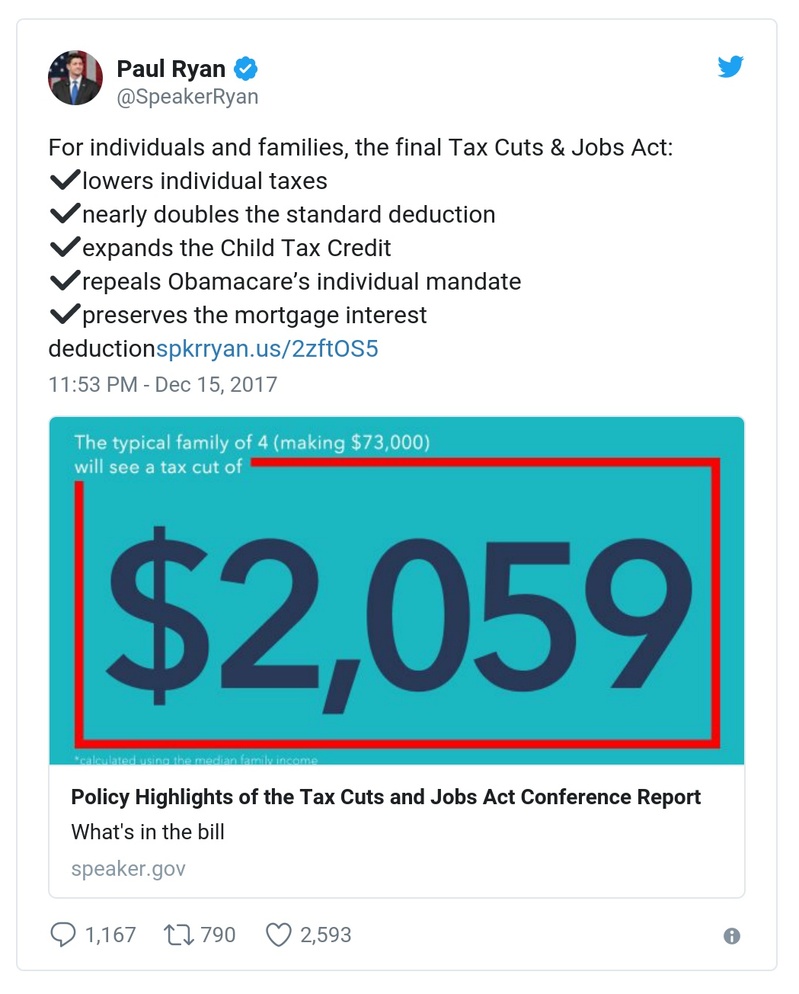 Paul Ryan
@SpeakerRyan
For individuals and families, the final Tax Cuts & Jobs Act:
✔lowers individual taxes
✔nearly doubles the standard deduction
✔expands the Child Tax Credit
✔repeals Obamacare’s individual mandate
✔preserves the mortgage interest
deductionspkrryan.us/2zftOS5
11:53 PM - Dec 15, 2017
The typical family of 4 (making $73,000)
will see a tax cut of
$2,059
*calculated using the median family income
Policy Highlights of the Tax Cuts and Jobs Act Conference Report
What's in the bill
speaker.gov
1,167 790 2,593